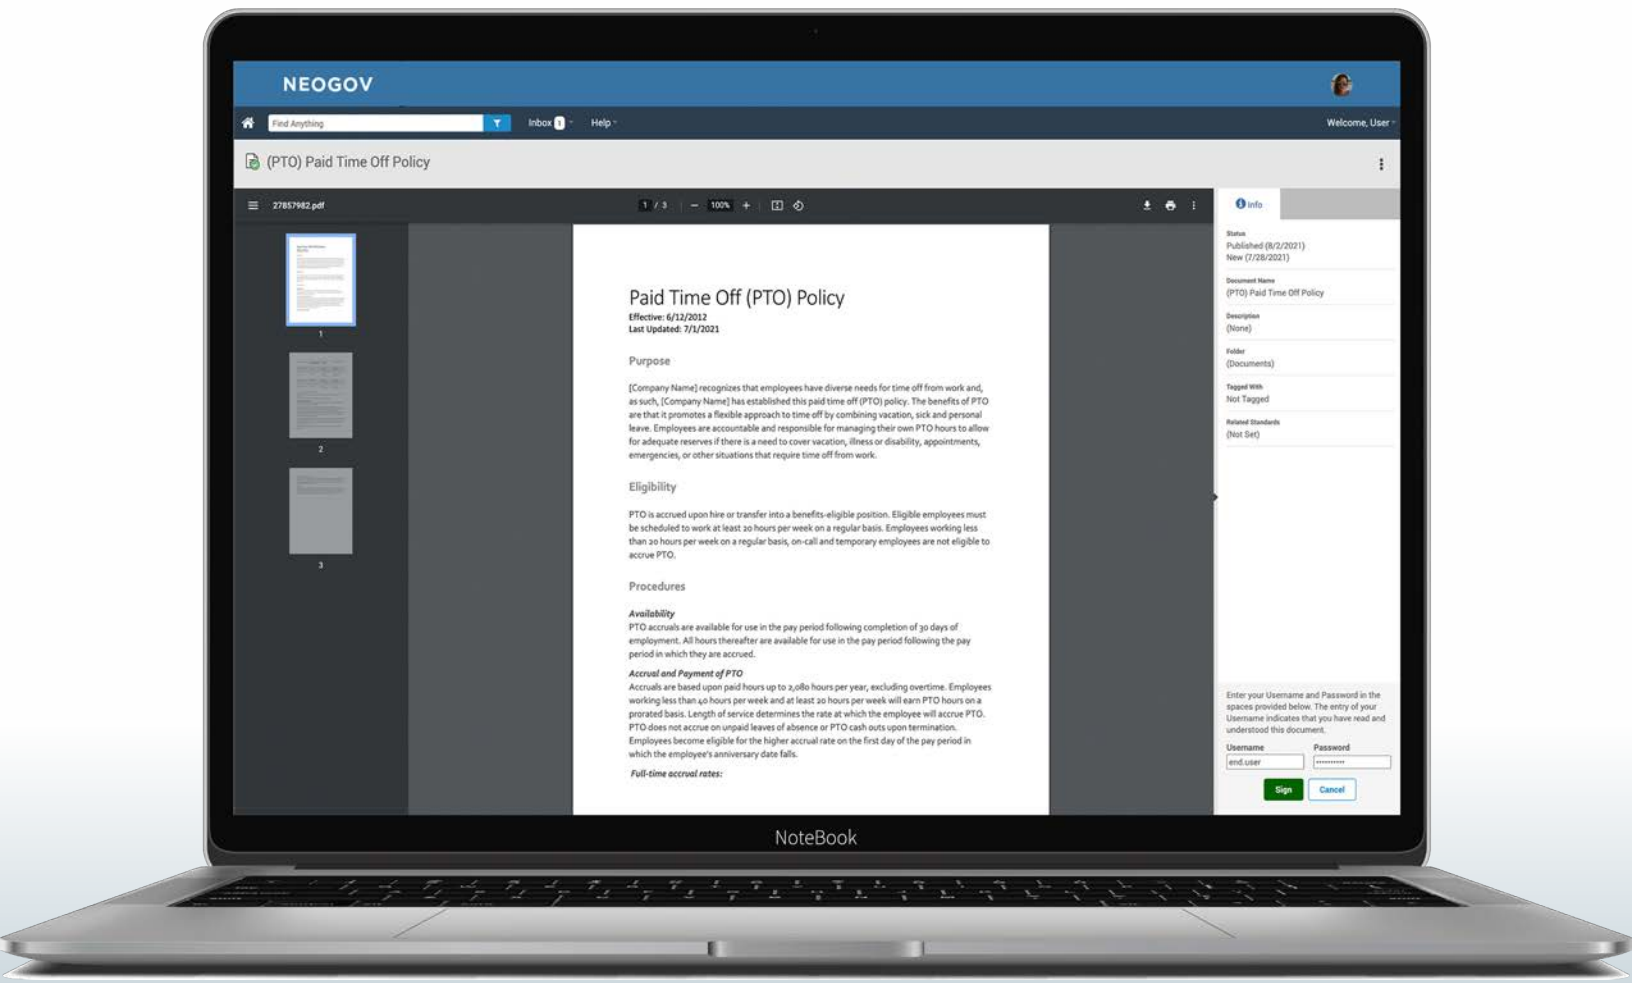 NEOGOV
Find Anything
Inbox 1
Help
Welcome, User
(PTO) Paid Time Off Policy
27857982.pdf
1 / 3
100%
Info
1
2
3
Paid Time Off (PTO) Policy
Effective: 6/12/2012
Last Updated: 7/1/2021
Purpose
[Company Name] recognizes that employees have diverse needs for time off from work and,
as such, [Company Name] has established this paid time off (PTO) policy. The benefits of PTO
are that it promotes a flexible approach to time off by combining vacation, sick and personal
leave. Employees are accountable and responsible for managing their own PTO hours to allow
for adequate reserves if there is a need to cover vacation, illness or disability, appointments,
emergencies, or other situations that require time off from work.
Eligibility
PTO is accrued upon hire or transfer into a benefits-eligible position. Eligible employees must
be scheduled to work at least 20 hours per week on a regular basis. Employees working less
than 20 hours per week on a regular basis, on-call and temporary employees are not eligible to
accrue PTO.
Procedures
Availability
PTO accruals are available for use in the pay period following completion of 30 days of
employment. All hours thereafter are available for use in the pay period following the pay
period in which they are accrued.
Accrual and Payment of PTO
Accruals are based upon paid hours up to 2,080 hours per year, excluding overtime. Employees
working less than 40 hours per week and at least 20 hours per week will earn PTO hours on a
prorated basis. Length of service determines the rate at which the employee will accrue PTO.
PTO does not accrue on unpaid leaves of absence or PTO cash outs upon termination.
Employees become eligible for the higher accrual rate on the first day of the pay period in
which the employee's anniversary date falls.
Full-time accrual rates:
Status
Published (8/2/2021)
New (7/28/2021)
Document Name
(PTO) Paid Time Off Policy
Description
(None)
Folder
(Documents)
Tagged With
Not Tagged
Related Standards
(Not Set)
Enter your Username and Password in the
spaces provided below. The entry of your
Username indicates that you have read and
understood this document.
Username Password
end.user
Sign Cancel
NoteBook